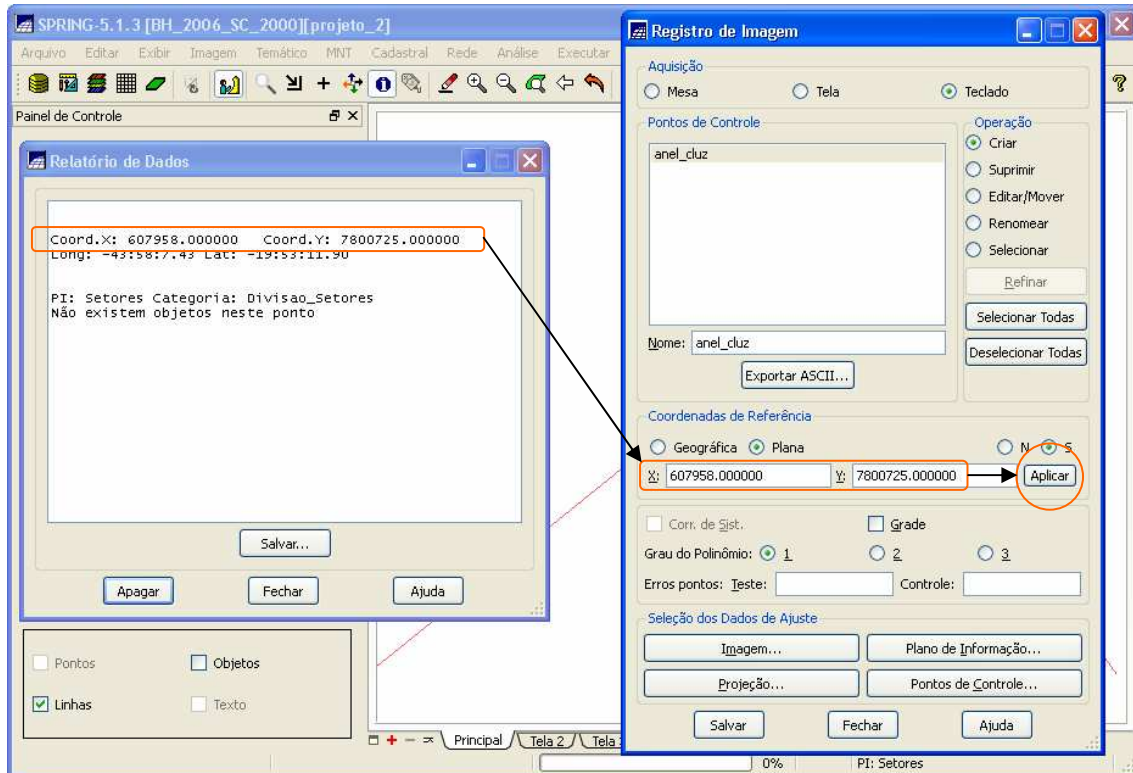 SPRING-5.1.3 [BH_2006_SC_2000][projeto_2]
Arquivo Editar Exibir Imagem Temático MNT Cadastral Rede Análise Executar
Painel de Controle
Relatório de Dados
Coord.X: 607958.000000 Coord.Y: 7800725.000000
Long: -43:58:7.43 Lat: -19:53:11.90
PI: Setores Categoria: Divisao_Setores
Não existem objetos neste ponto
Salvar...
Apagar Fechar Ajuda
Pontos Objetos
Linhas Texto
Principal Tela 2 Tela
0% PI: Setores
Registro de Imagem
Aquisição
Mesa Tela Teclado
Pontos de Controle
anel_cluz
Nome: anel_cluz
Exportar ASCII...
Operação
Criar
Suprimir
Editar/Mover
Renomear
Selecionar
Refinar
Selecionar Todas
Deselecionar Todas
Coordenadas de Referência
Geográfica Plana N S
X: 607958.000000 Y: 7800725.000000 Aplicar
Corr. de Sist. Grade
Grau do Polinômio: 1 2 3
Erros pontos: Teste: Controle:
Seleção dos Dados de Ajuste
Imagem... Plano de Informação...
Projeção... Pontos de Controle...
Salvar Fechar Ajuda